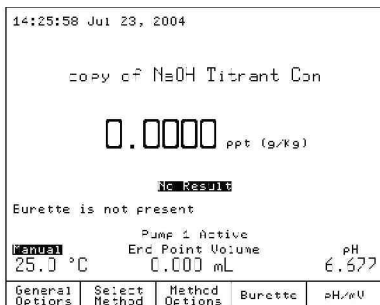 14:25:58 Jul 23, 2004
copy of NaOH Titrant Con
0.0000 ppt (g/Kg)
No Result
Burette is not present
Pump 1 Active
Manual End Point Volume pH
25.0 °C 0.000 mL 6.677
General Options Select Method Method Options Burette pH/mV